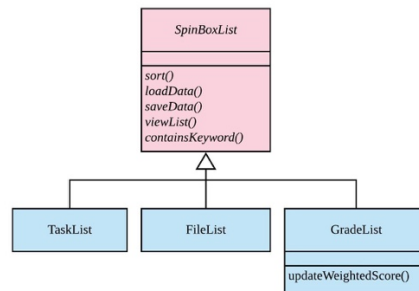 SpinBoxList
sort()
loadData()
saveData()
viewList()
containsKeyword()
TaskList
FileList
GradeList
updateWeightedScore()